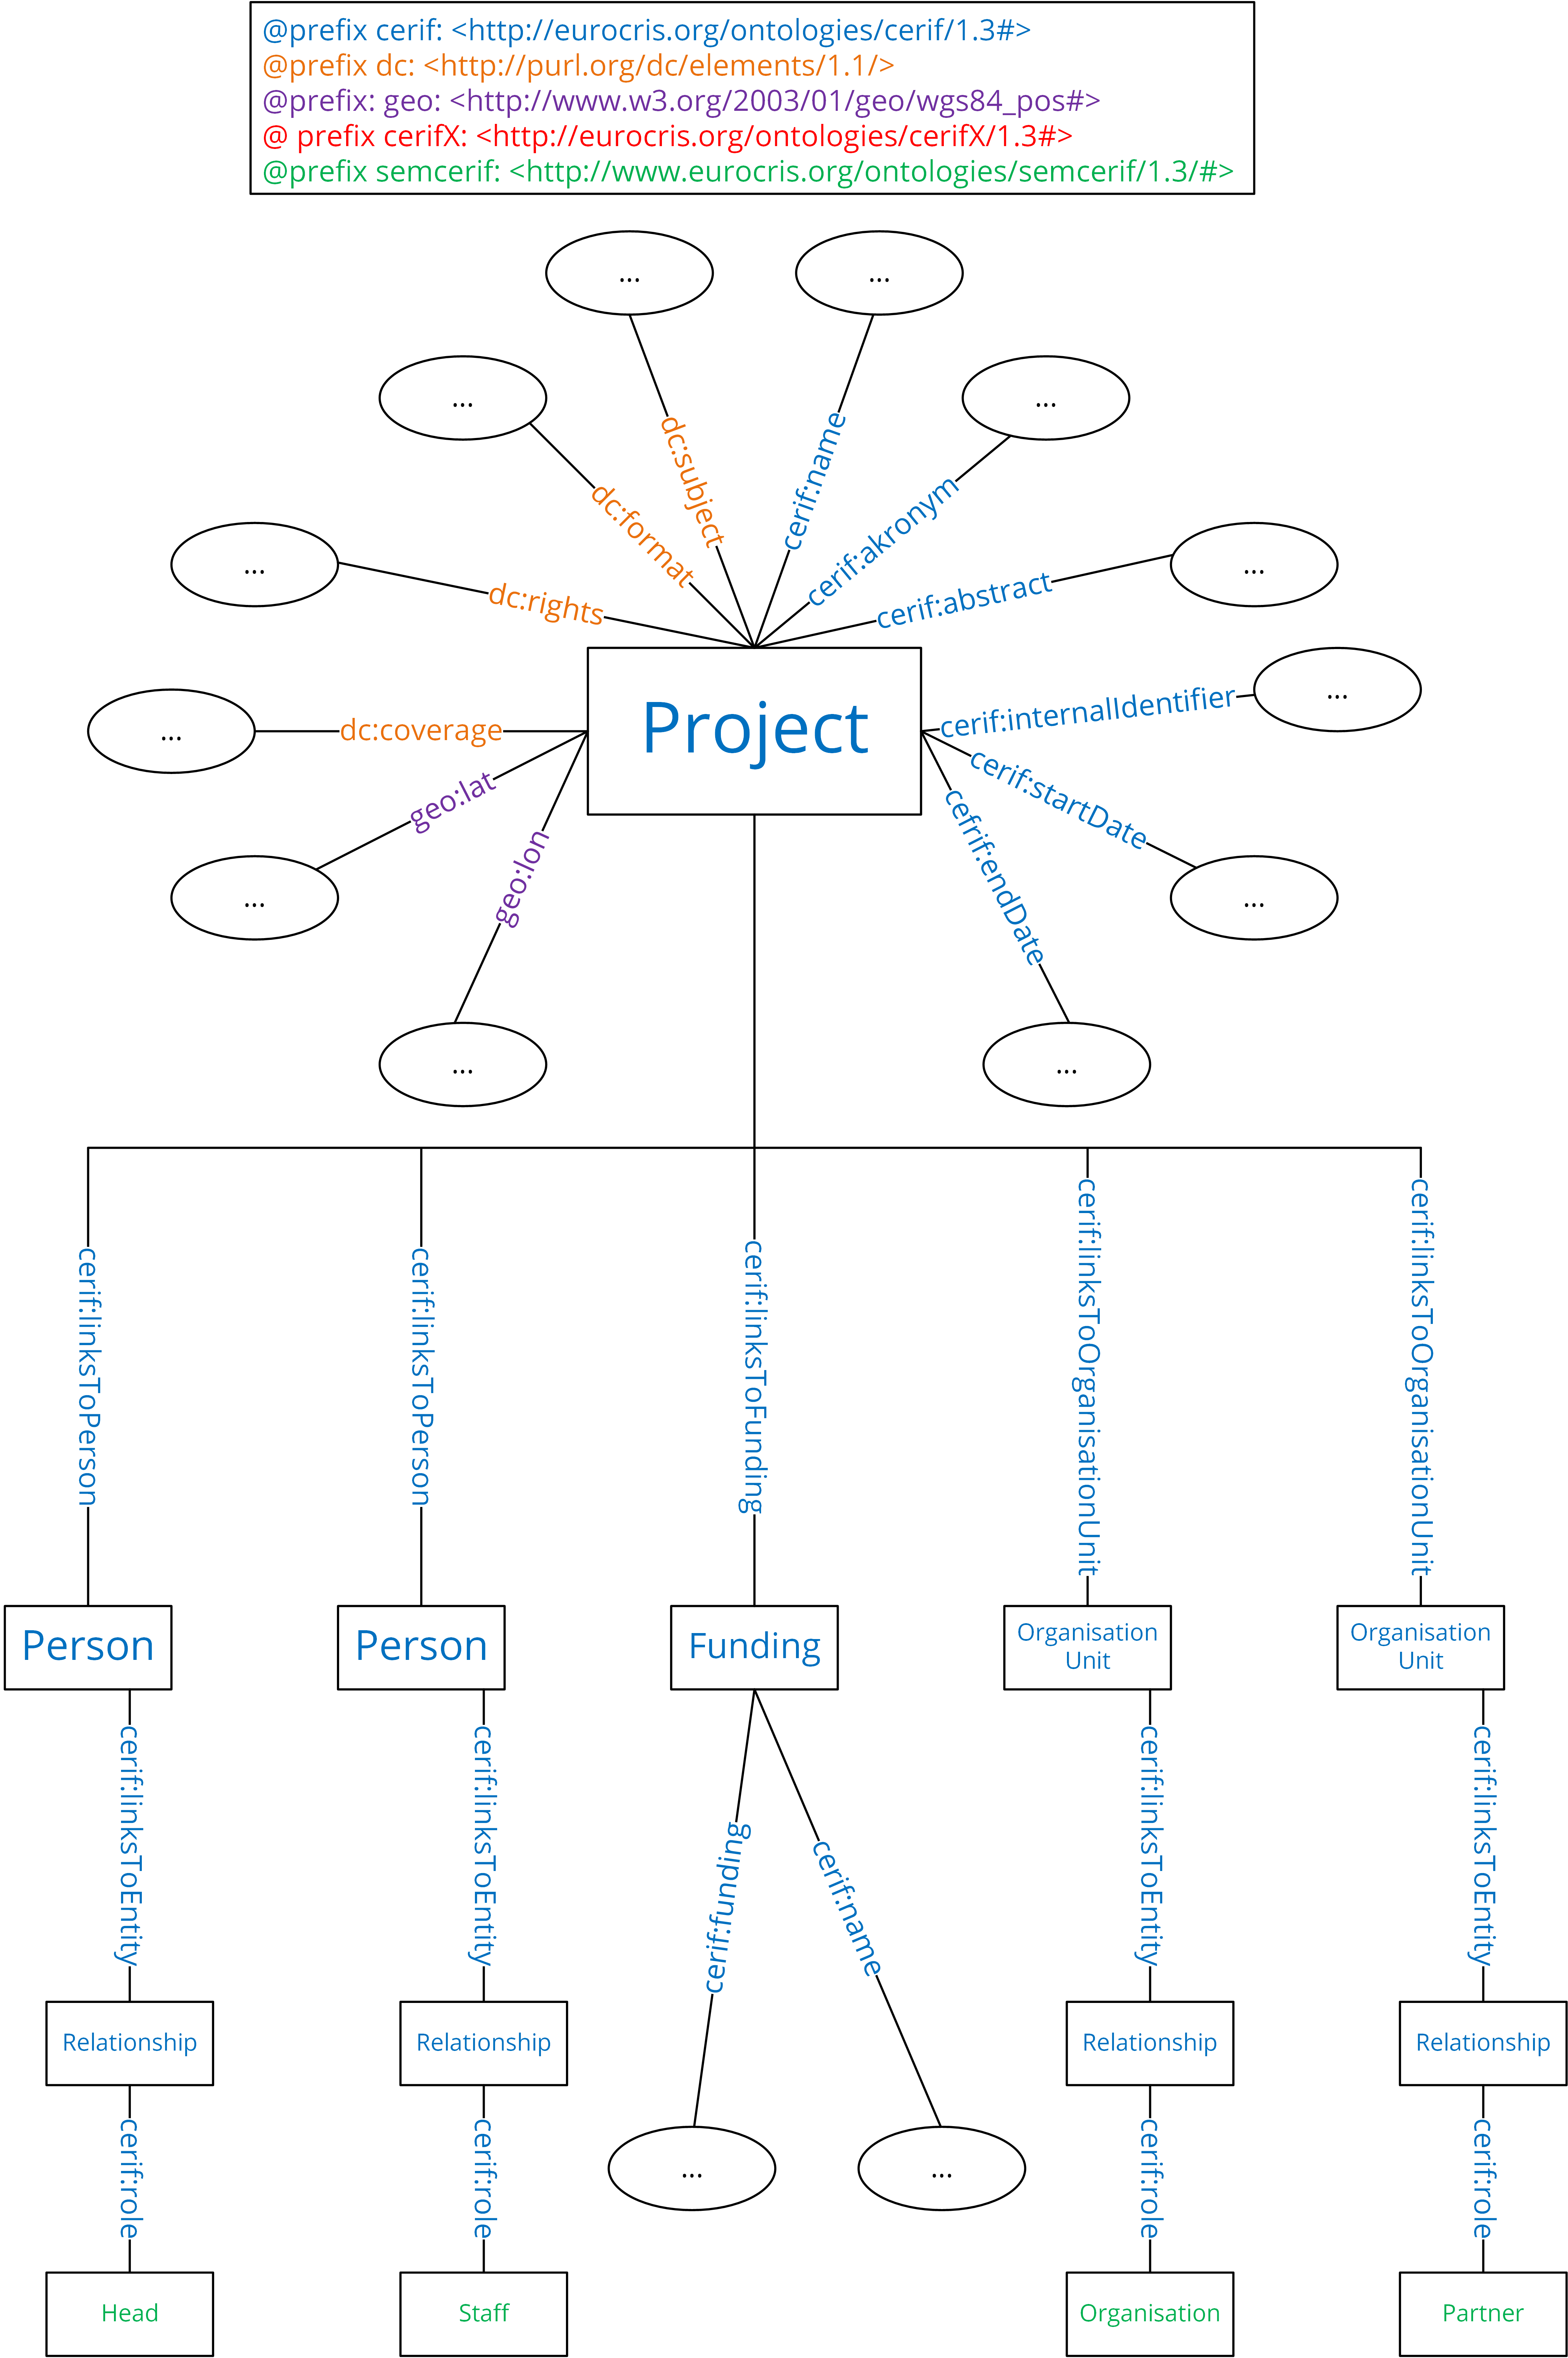 @prefix cerif: <http://eurocris.org/ontologies/cerif/1.3#>
@prefix dc: <http://purl.org/dc/elements/1.1/>
@prefix: geo: <http://www.w3.org/2003/01/geo/wgs84_pos#>
@ prefix cerifX: <http://eurocris.org/ontologies/cerifX/1.3#>
@prefix semcerif: <http://www.eurocris.org/ontologies/semcerif/1.3/#>
...
...
...
...
dc:subject
cerif:name
dc:format
cerif:akronym
...
...
dc:rights
cerif:abstract
...
cerif:internalIdentifier
Project
...
dc:coverage
geo:lat
cerif:startDate
geo:lon
cefrif:endDate
...
...
...
...
cerif:linksToPerson
cerif:linksToPerson
cerif:linksToFunding
cerif:linksToOrganisationUnit
cerif:linksToOrganisationUnit
Person
Person
Funding
Organisation
Unit
Organisation
Unit
cerif:linksToEntity
cerif:linksToEntity
cerif:funding
cerif:name
cerif:linksToEntity
cerif:linksToEntity
Relationship
Relationship
Relationship
Relationship
cerif:role
cerif:role
...
...
cerif:role
cerif:role
Head
Staff
Organisation
Partner